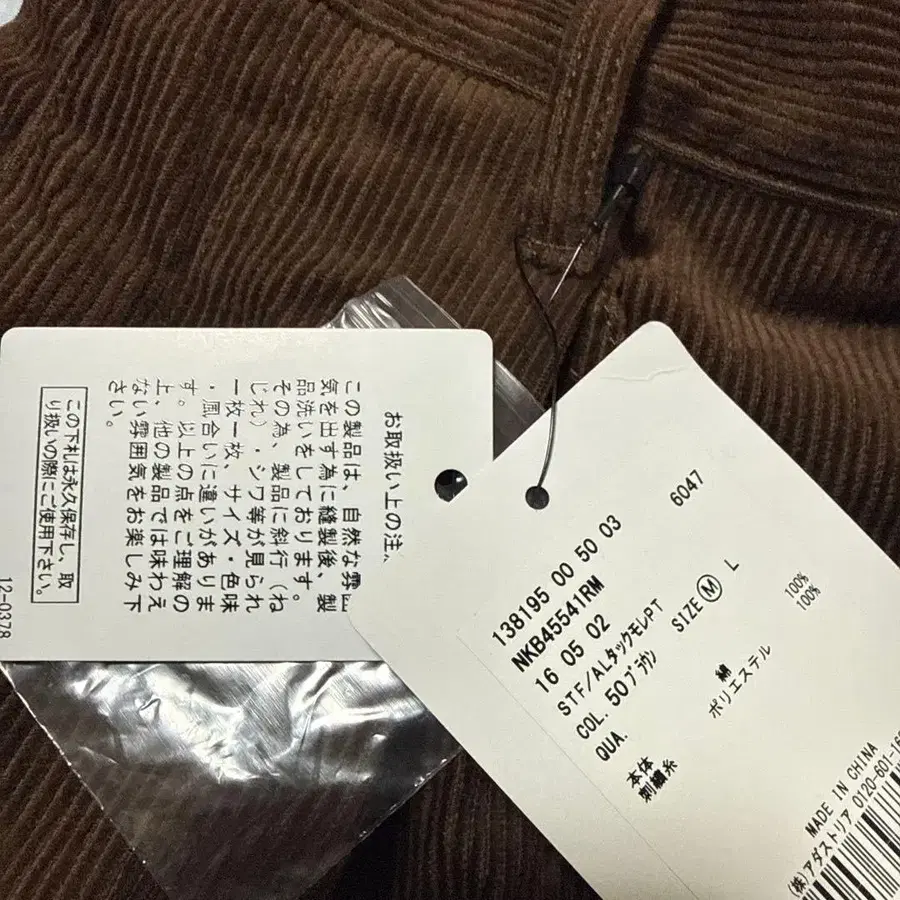 お取扱い上の注
この製品は、自然な雰囲
気を出す為に縫製後、製
品洗いをしております。
その為、製品に斜行(ね
じれ)・シワ等が見られ
一枚一枚、サイズ・色味
・風合いに違いがありま
す。以上の点をご理解の
上、他の製品では味わえ
ない雰囲気をお楽しみ下
さい。
この下札は永久保存し、取
り扱いの際にご使用下さい。
12-0378
138195 00 50 03
6047
NKB45541RM
16 05 02
STF/ALタックモレPT
COL. 50ブラウン SIZE M L
QUA.
本体 綿 100%
刺繍糸 ポリエステル 100%
MADE IN CHINA
(株)アダストリア 0120-601-16